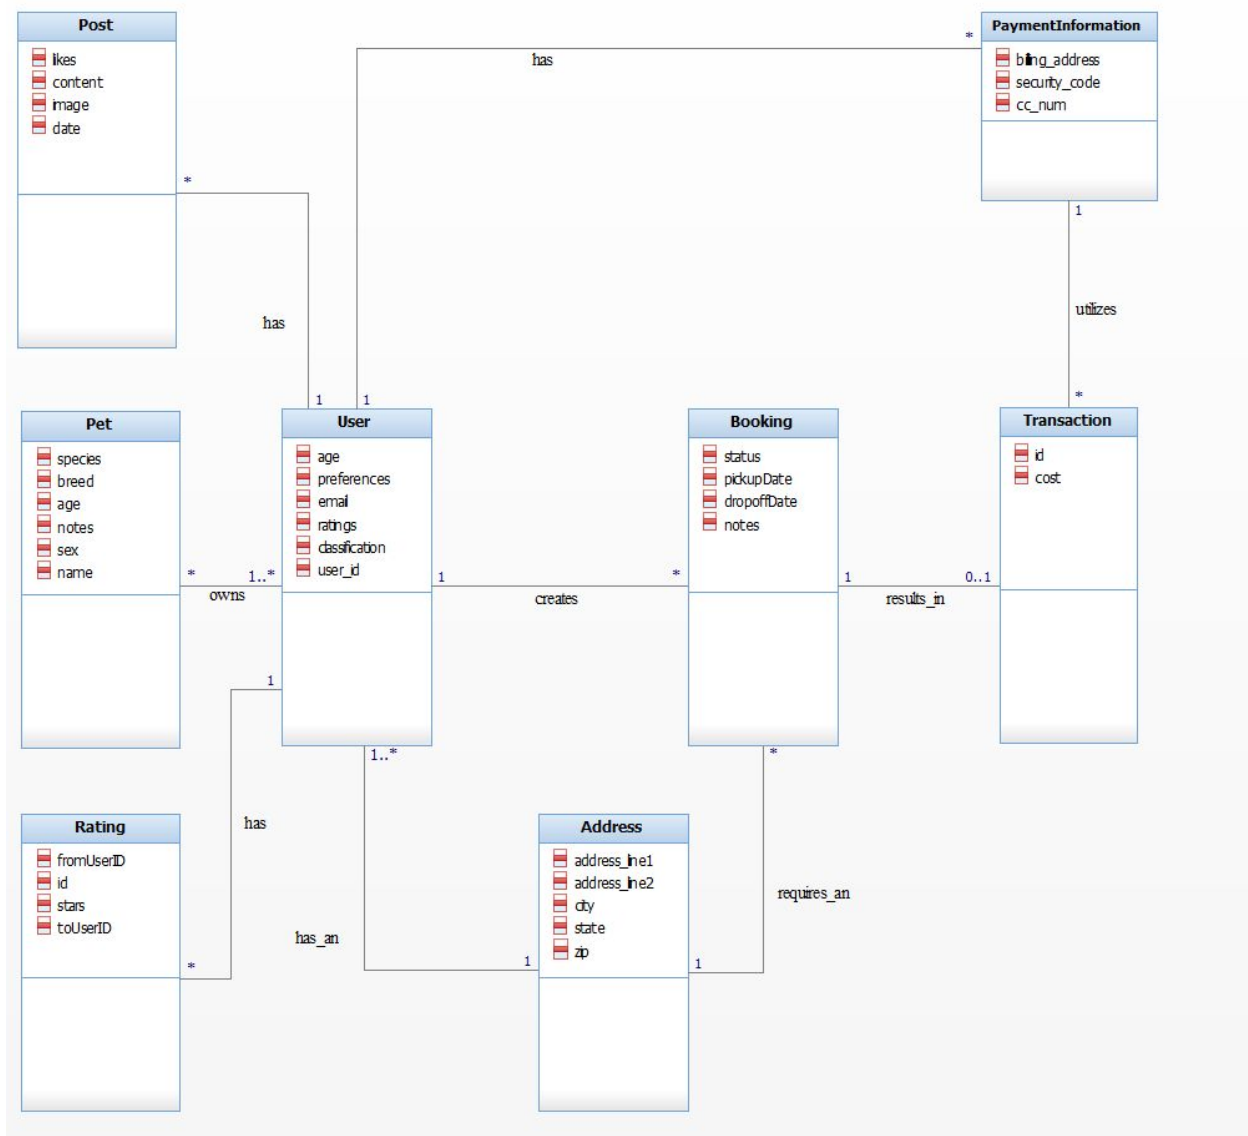 Post
likes
content
image
date
*
has
1
PaymentInformation
billing_address
security_code
cc_num
*
has
1
1
utilizes
*
Pet
species
breed
age
notes
sex
name
*
owns
1..*
User
age
preferences
email
ratings
classification
user_id
1
creates
*
Booking
status
pickupDate
dropoffDate
notes
1
results_in
0..1
Transaction
id
cost
1
has
*
Rating
fromUserID
id
stars
toUserID
1..*
has_an
1
Address
address_line1
address_line2
city
state
zip
*
requires_an
1